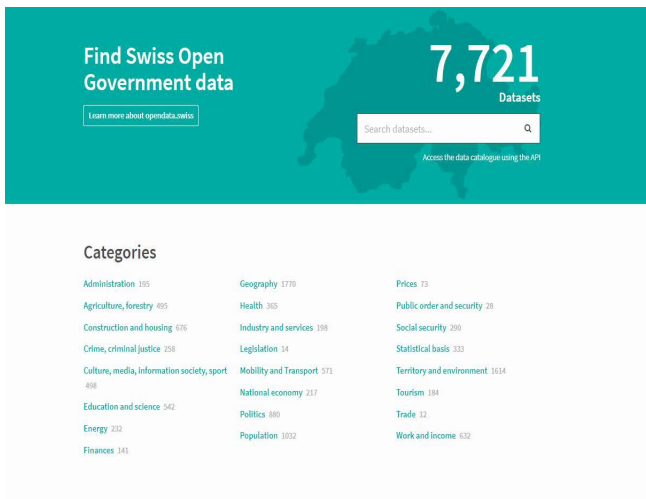 Find Swiss Open
Government data
Learn more about opendata.swiss
7,721
Datasets
Search datasets...
Access the data catalogue using the API
Categories
Administration 195
Agriculture, forestry 495
Construction and housing 676
Crime, criminal justice 258
Culture, media, information society, sport
498
Education and science 542
Energy 232
Finances 141
Geography 1770
Health 365
Industry and services 198
Legislation 14
Mobility and Transport 571
National economy 217
Politics 880
Population 1032
Prices 73
Public order and security 28
Social security 290
Statistical basis 333
Territory and environment 1614
Tourism 184
Trade 12
Work and income 632